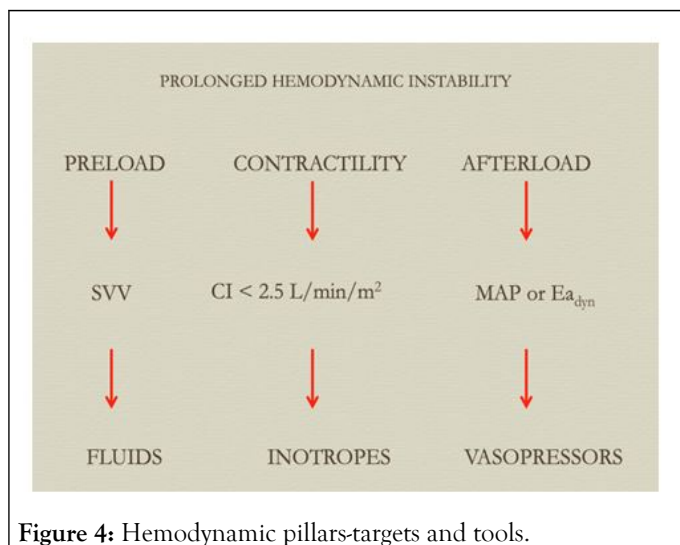 PROLONGED HEMODYNAMIC INSTABILITY
PRELOAD CONTRACTILITY AFTERLOAD
SVV CI < 2.5 L/min/m² MAP or Ea_dyn
FLUIDS INOTROPES VASOPRESSORS
Figure 4: Hemodynamic pillars-targets and tools.